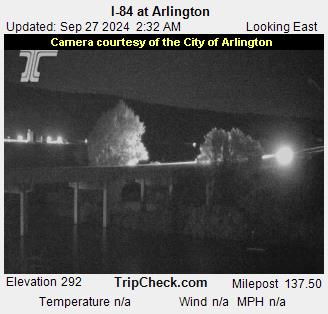 I-84 at Arlington
Updated: Sep 27 2024 2:32 AM Looking East
Camera courtesy of the City of Arlington
Elevation 292 TripCheck.com Milepost 137.50
Temperature n/a Wind n/a MPH n/a